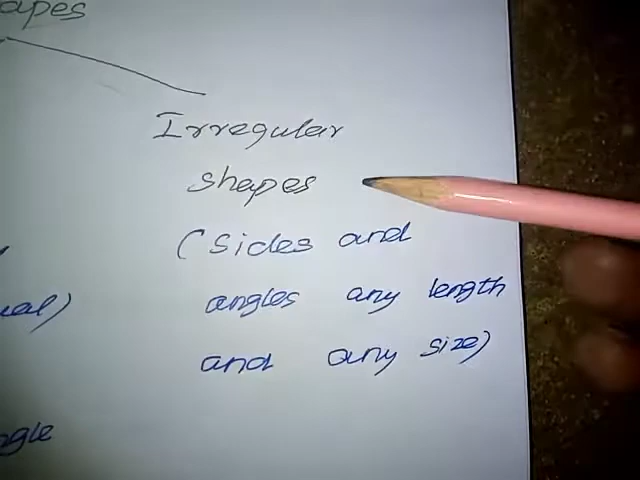 Irregular
shapes
(sides and
angles any length
and any size)